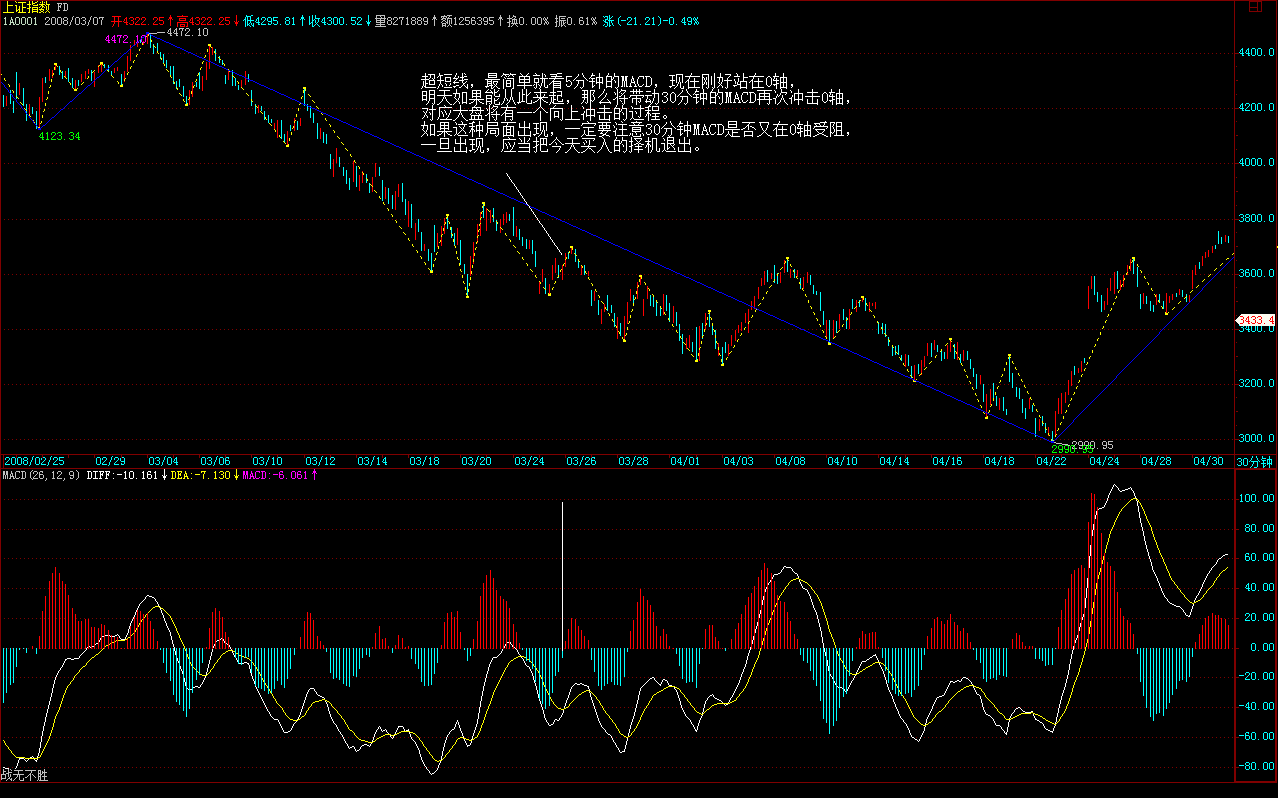 上证指数 FD
1A0001 2008/03/07 开4322.25↑高4322.25↓低4295.81↑收4300.52↓量8271889↑额1256395↑换0.00% 振0.61% 涨(-21.21)-0.49%
4472.10
4472.10
4123.34
超短线，最简单就看5分钟的MACD，现在刚好站在0轴，
明天如果能从此来起，那么将带动30分钟的MACD再次冲击0轴，
对应大盘将有一个向上冲击的过程。
如果这种局面出现，一定要注意30分钟MACD是否又在0轴受阻，
一旦出现，应当把今天买入的择机退出。
4400.0
4200.0
4000.0
3800.0
3600.0
3433.4
3400.0
3200.0
3000.0
2990.95
2990.95
2008/02/25 02/29 03/04 03/06 03/10 03/12 03/14 03/18 03/20 03/24 03/26 03/28 04/01 04/03 04/08 04/10 04/14 04/16 04/18 04/22 04/24 04/28 04/30 30分钟
MACD(26,12,9) DIFF:-10.161↓DEA:-7.130↓MACD:-6.061↑
100.00
80.00
60.00
40.00
20.00
0.00
-20.00
-40.00
-60.00
-80.00
战无不胜